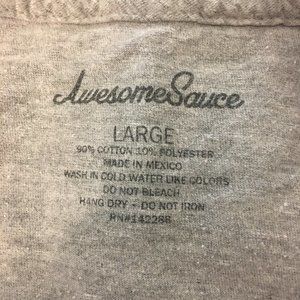 AwesomeSauce
LARGE
90% COTTON 10% POLYESTER
MADE IN MEXICO
WASH IN COLD WATER LIKE COLORS
DO NOT BLEACH
HANG DRY - DO NOT IRON
RN#142286